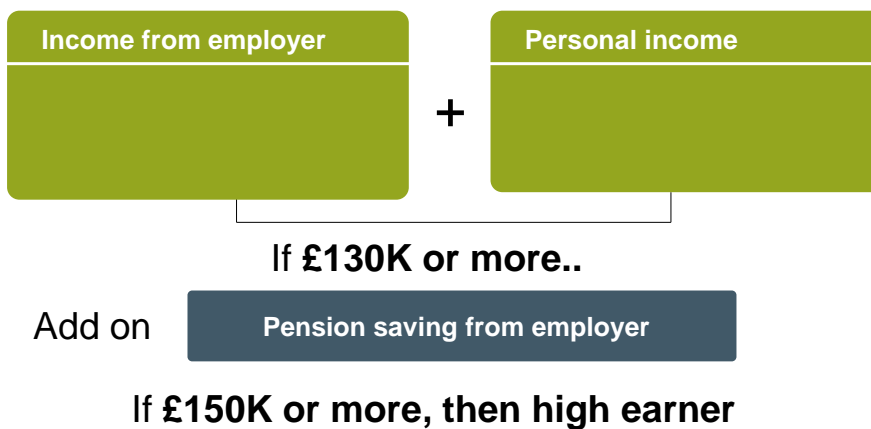 Income from employer
Personal income
+
If £130K or more..
Add on
Pension saving from employer
If £150K or more, then high earner